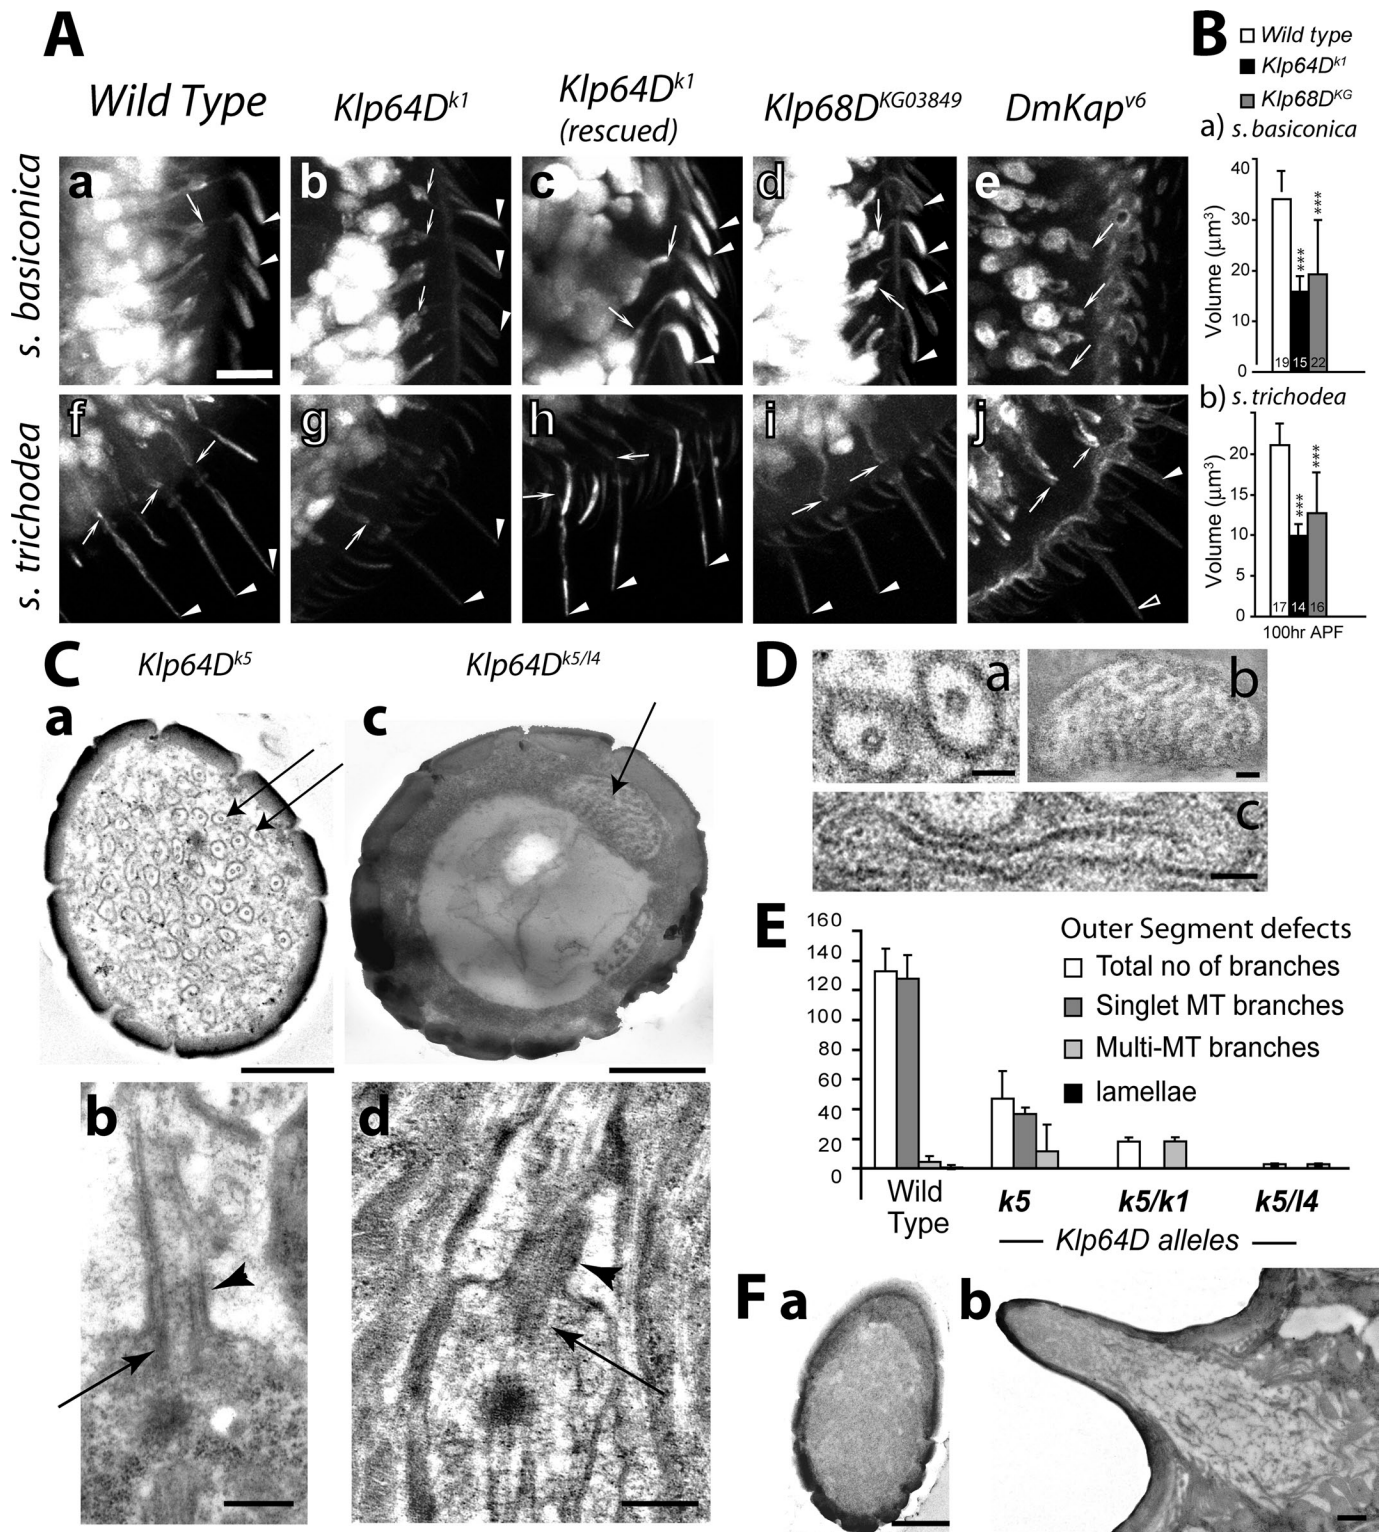 A
Wild Type
Klp64D^k1
Klp64D^k1
(rescued)
Klp68D^KG03849
DmKap^v6
s. basiconica
s. trichodea
a
b
c
d
e
f
g
h
i
j
B
Wild type
Klp64D^k1
Klp68D^KG
a) s. basiconica
Volume (µm³)
40
30
20
10
0
***
***
19
15
22
b) s. trichodea
Volume (µm³)
20
15
10
5
0
***
***
17
14
16
100hr APF
C
Klp64D^k5
Klp64D^k5/l4
a
c
b
d
D
a
b
c
E
160
140
120
100
80
60
40
20
0
Outer Segment defects
Total no of branches
Singlet MT branches
Multi-MT branches
lamellae
Wild
Type
k5
k5/k1
k5/l4
Klp64D alleles
F
a
b